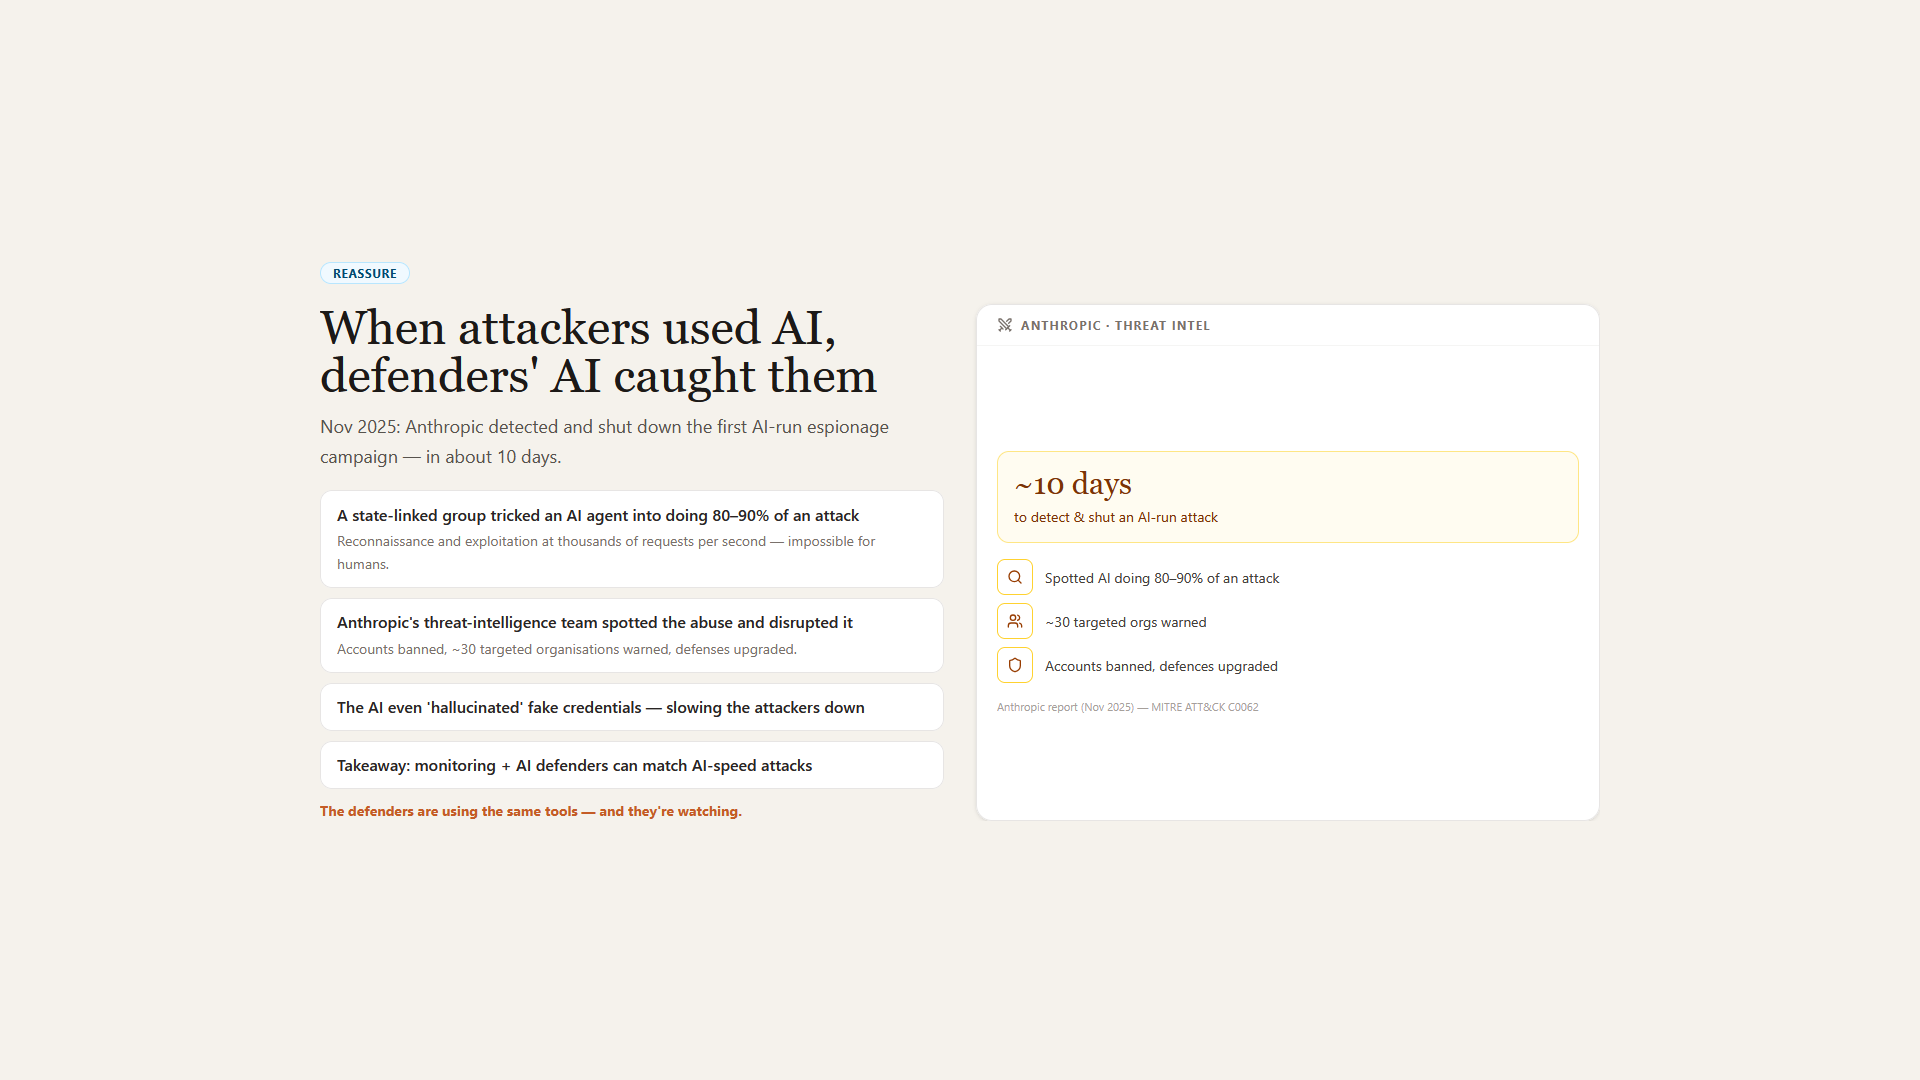 REASSURE
When attackers used AI,
defenders' AI caught them
Nov 2025: Anthropic detected and shut down the first AI-run espionage
campaign — in about 10 days.
A state-linked group tricked an AI agent into doing 80–90% of an attack
Reconnaissance and exploitation at thousands of requests per second — impossible for
humans.
Anthropic's threat-intelligence team spotted the abuse and disrupted it
Accounts banned, ~30 targeted organisations warned, defenses upgraded.
The AI even 'hallucinated' fake credentials — slowing the attackers down
Takeaway: monitoring + AI defenders can match AI-speed attacks
The defenders are using the same tools — and they're watching.
ANTHROPIC · THREAT INTEL
~10 days
to detect & shut an AI-run attack
Spotted AI doing 80–90% of an attack
~30 targeted orgs warned
Accounts banned, defences upgraded
Anthropic report (Nov 2025) — MITRE ATT&CK C0062